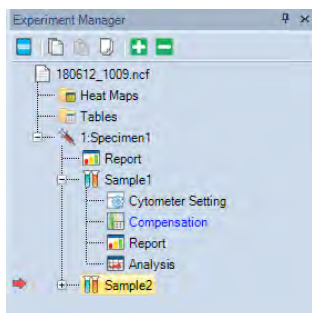 Experiment Manager
180612_1009.ncf
Heat Maps
Tables
1:Specimen1
Report
Sample1
Cytometer Setting
Compensation
Report
Analysis
Sample2